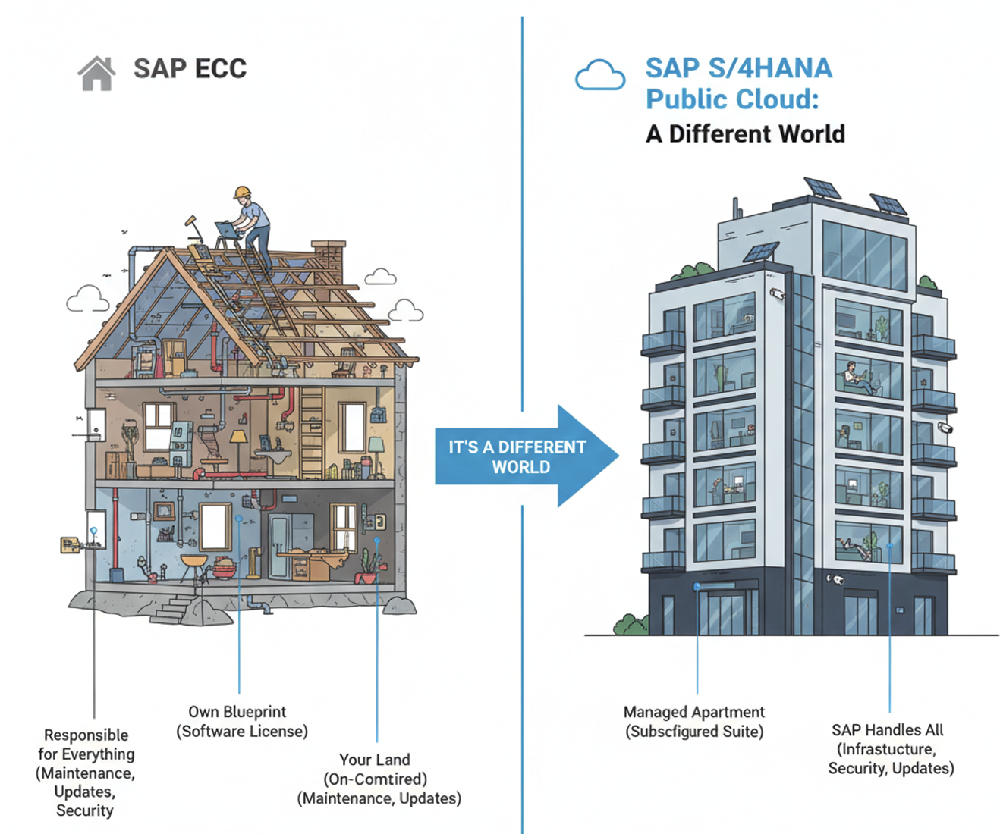 SAP ECC
SAP S/4HANA
Public Cloud:
A Different World
IT'S A DIFFERENT
WORLD
Responsible
for Everything
(Maintenance,
Updates,
Security
Own Blueprint
(Software License)
Your Land
(On-Comtired)
(Maintenance, Updates)
Managed Apartment
(Subscfigured Suite)
SAP Handles All
(Infrastucture,
Security, Updates)